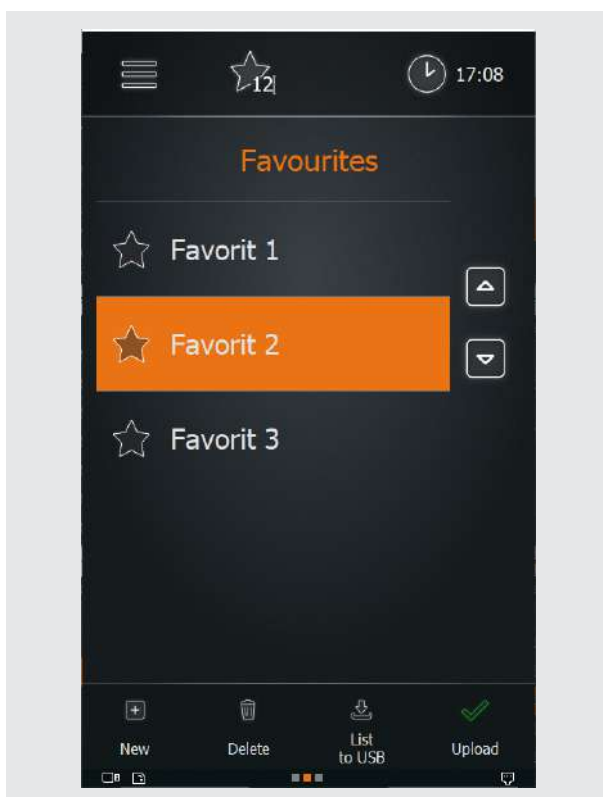 12
17:08
Favourites
Favorit 1
Favorit 2
Favorit 3
New
Delete
List
to USB
Upload